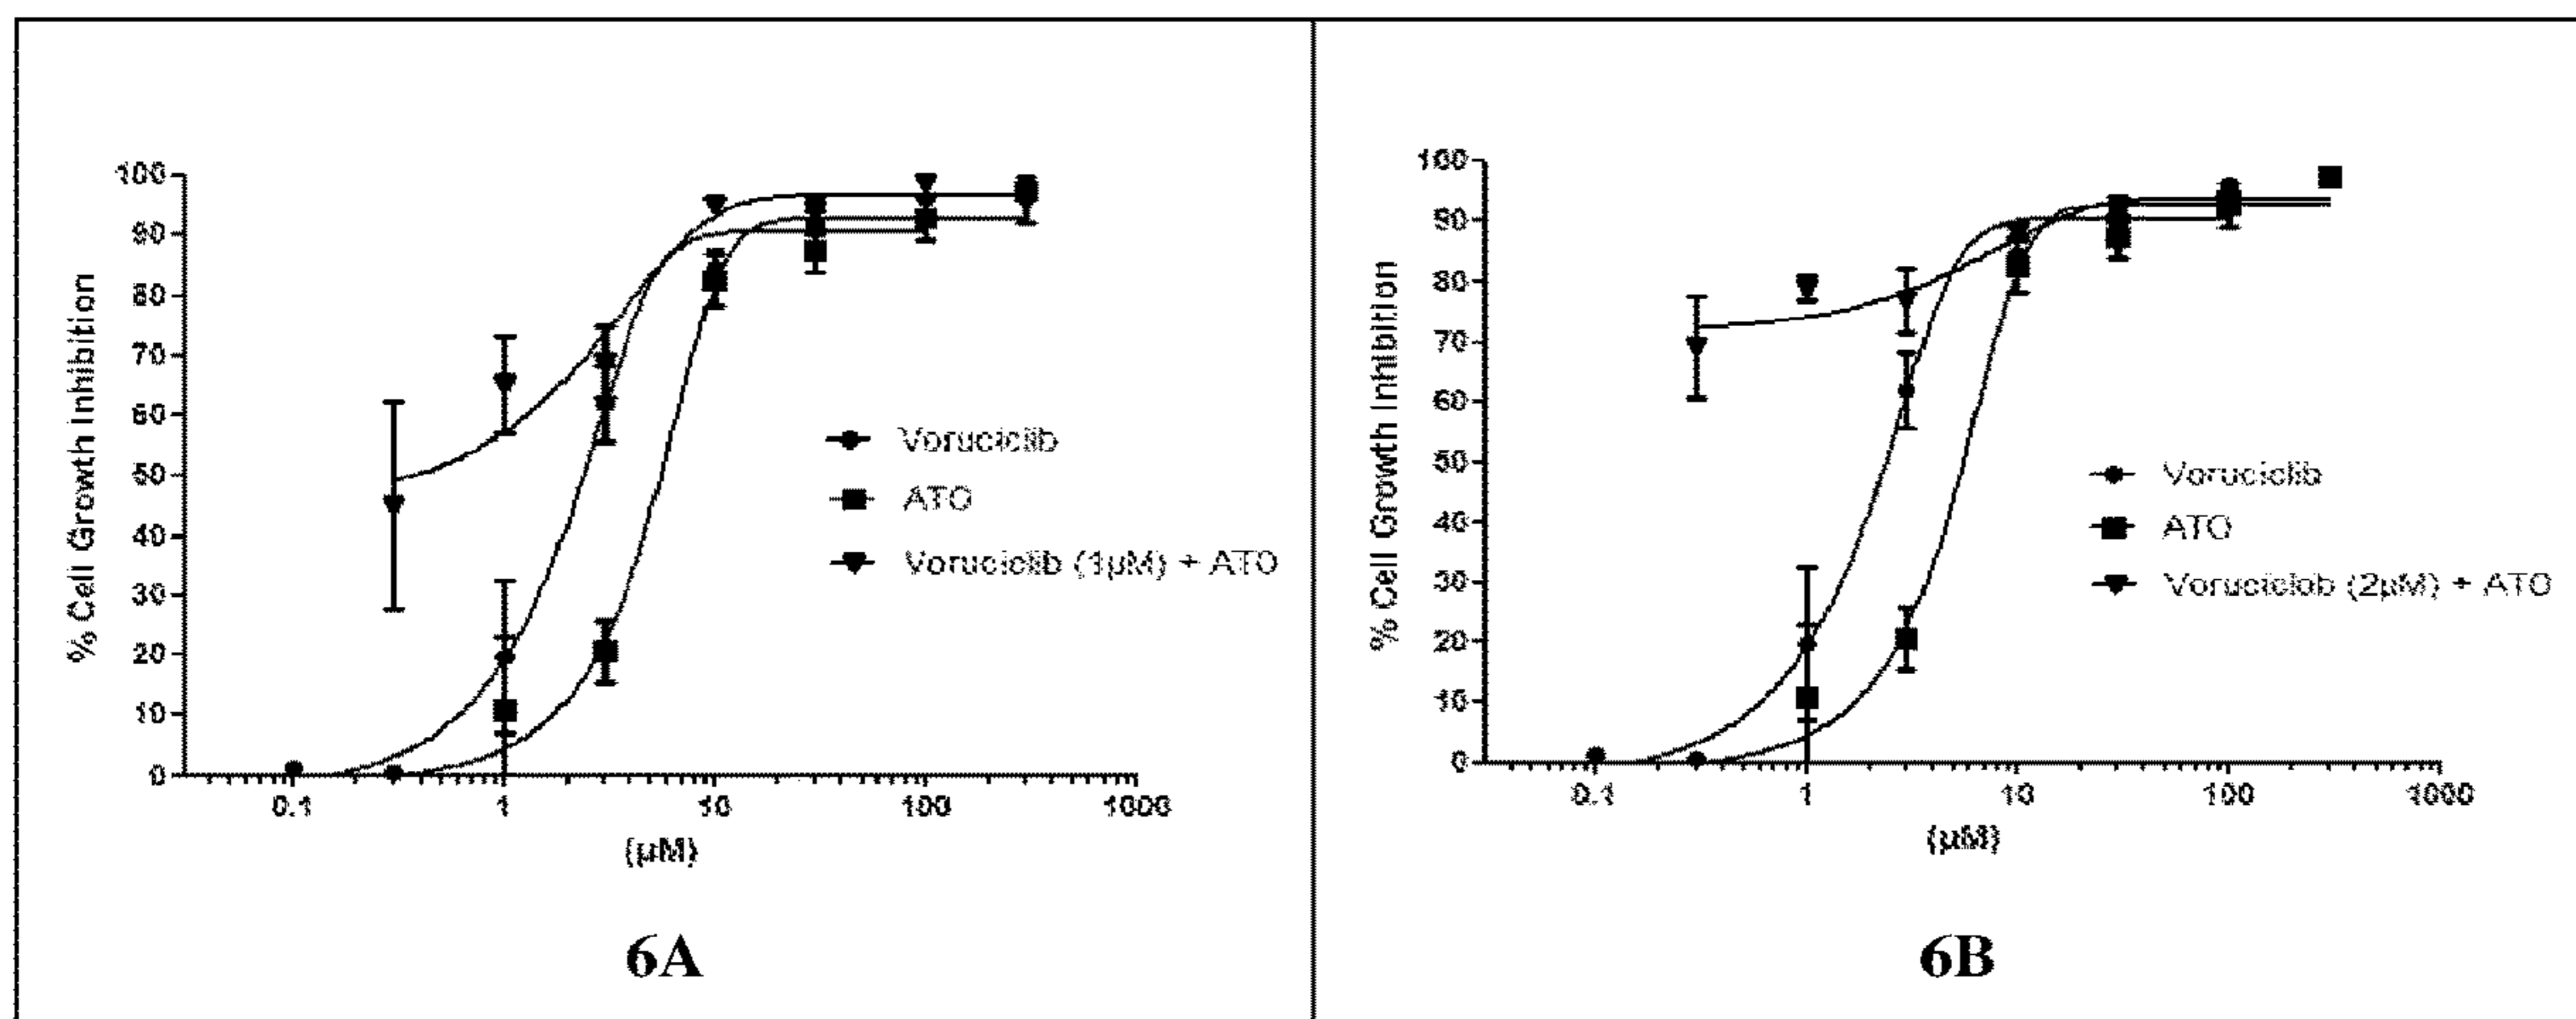 100
90
80
70
60
50
40
30
20
10
0
% Cell Growth Inhibition
0.1 1 10 100 1000
(µM)
Voruciclib
ATO
Voruciclib (1µM) + ATO
6A
100
90
80
70
60
50
40
30
20
10
0
% Cell Growth Inhibition
0.1 1 10 100 1000
(µM)
Voruciclib
ATO
Voruciclob (2µM) + ATO
6B